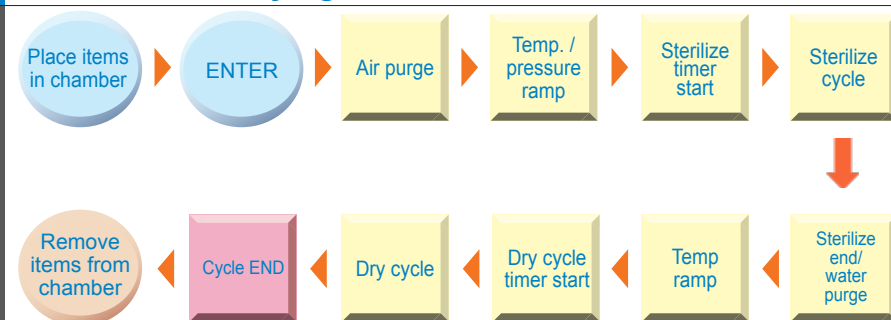 Place items
in chamber
ENTER
Air purge
Temp. /
pressure
ramp
Sterilize
timer
start
Sterilize
cycle
Remove
items from
chamber
Cycle END
Dry cycle
Dry cycle
timer start
Temp
ramp
Sterilize
end/
water
purge